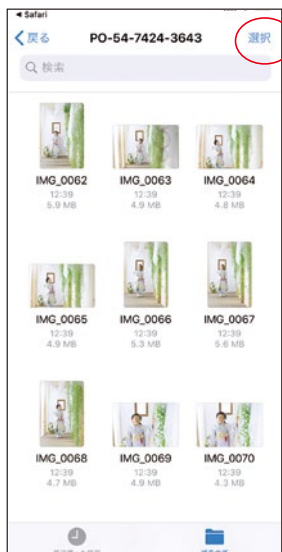 ◀ Safari
戻る PO-54-7424-3643 選択
検索
IMG_0062 IMG_0063 IMG_0064
12:39 12:39 12:39
5.9 MB 4.9 MB 4.8 MB
IMG_0065 IMG_0066 IMG_0067
12:39 12:39 12:39
4.9 MB 5.3 MB 5.6 MB
IMG_0068 IMG_0069 IMG_0070
12:39 12:39 12:39
4.7 MB 4.9 MB 4.3 MB